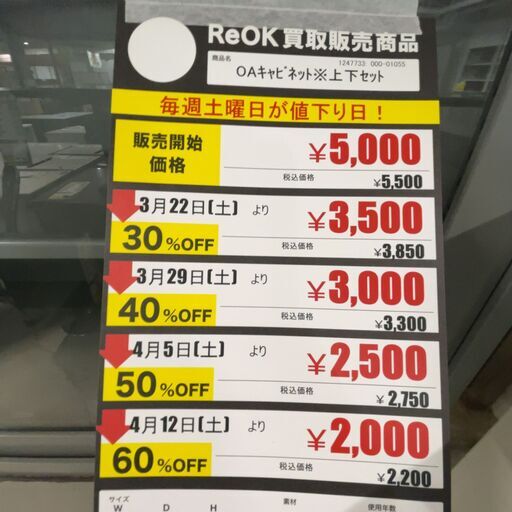 ReOK買取販売商品
商品名
1247733 000-01055
OAキャビネット※上下セット
毎週土曜日が値下り日！
販売開始
価格
¥5,000
税込価格
¥5,500
3月22日(土) より
30%OFF
¥3,500
税込価格
¥3,850
3月29日(土) より
40%OFF
¥3,000
税込価格
¥3,300
4月5日(土) より
50%OFF
¥2,500
税込価格
¥2,750
4月12日(土) より
60%OFF
¥2,000
税込価格
¥2,200
サイズ
W D H
素材
使用年数